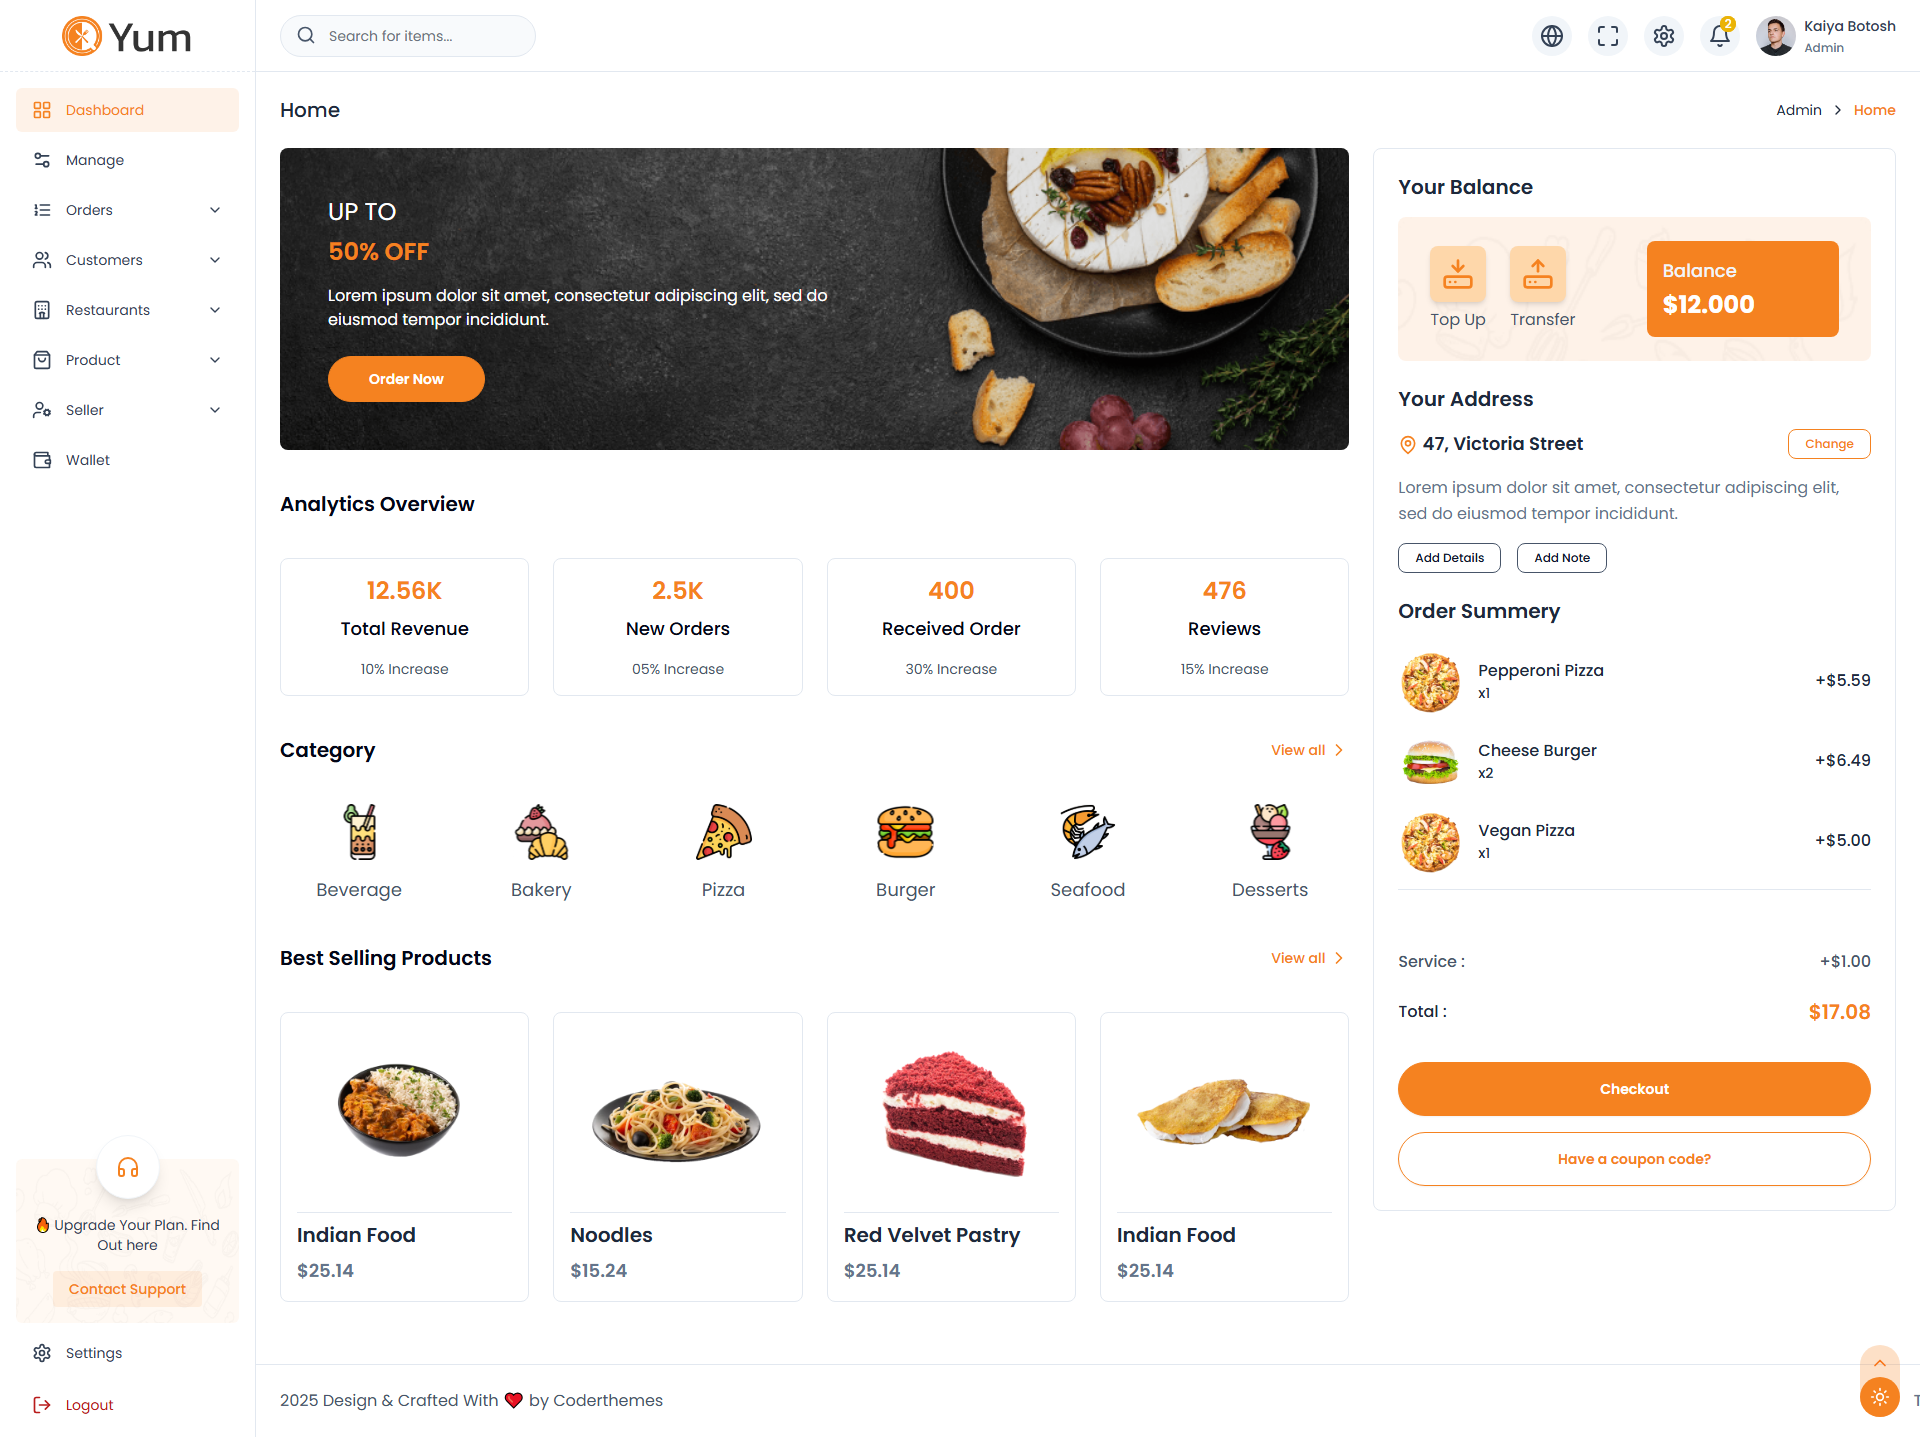 Yum
Search for items...
2
Kaiya Botosh
Admin
Dashboard
Manage
Orders
Customers
Restaurants
Product
Seller
Wallet
Upgrade Your Plan. Find
Out here
Contact Support
Settings
Logout
Home
Admin > Home
UP TO
50% OFF
Lorem ipsum dolor sit amet, consectetur adipiscing elit, sed do
eiusmod tempor incididunt.
Order Now
Analytics Overview
12.56K
Total Revenue
10% Increase
2.5K
New Orders
05% Increase
400
Received Order
30% Increase
476
Reviews
15% Increase
Category
View all
Beverage
Bakery
Pizza
Burger
Seafood
Desserts
Best Selling Products
View all
Indian Food
$25.14
Noodles
$15.24
Red Velvet Pastry
$25.14
Indian Food
$25.14
Your Balance
Top Up
Transfer
Balance
$12.000
Your Address
47, Victoria Street
Change
Lorem ipsum dolor sit amet, consectetur adipiscing elit,
sed do eiusmod tempor incididunt.
Add Details
Add Note
Order Summery
Pepperoni Pizza
x1
+$5.59
Cheese Burger
x2
+$6.49
Vegan Pizza
x1
+$5.00
Service :
+$1.00
Total :
$17.08
Checkout
Have a coupon code?
2025 Design & Crafted With ❤️ by Coderthemes